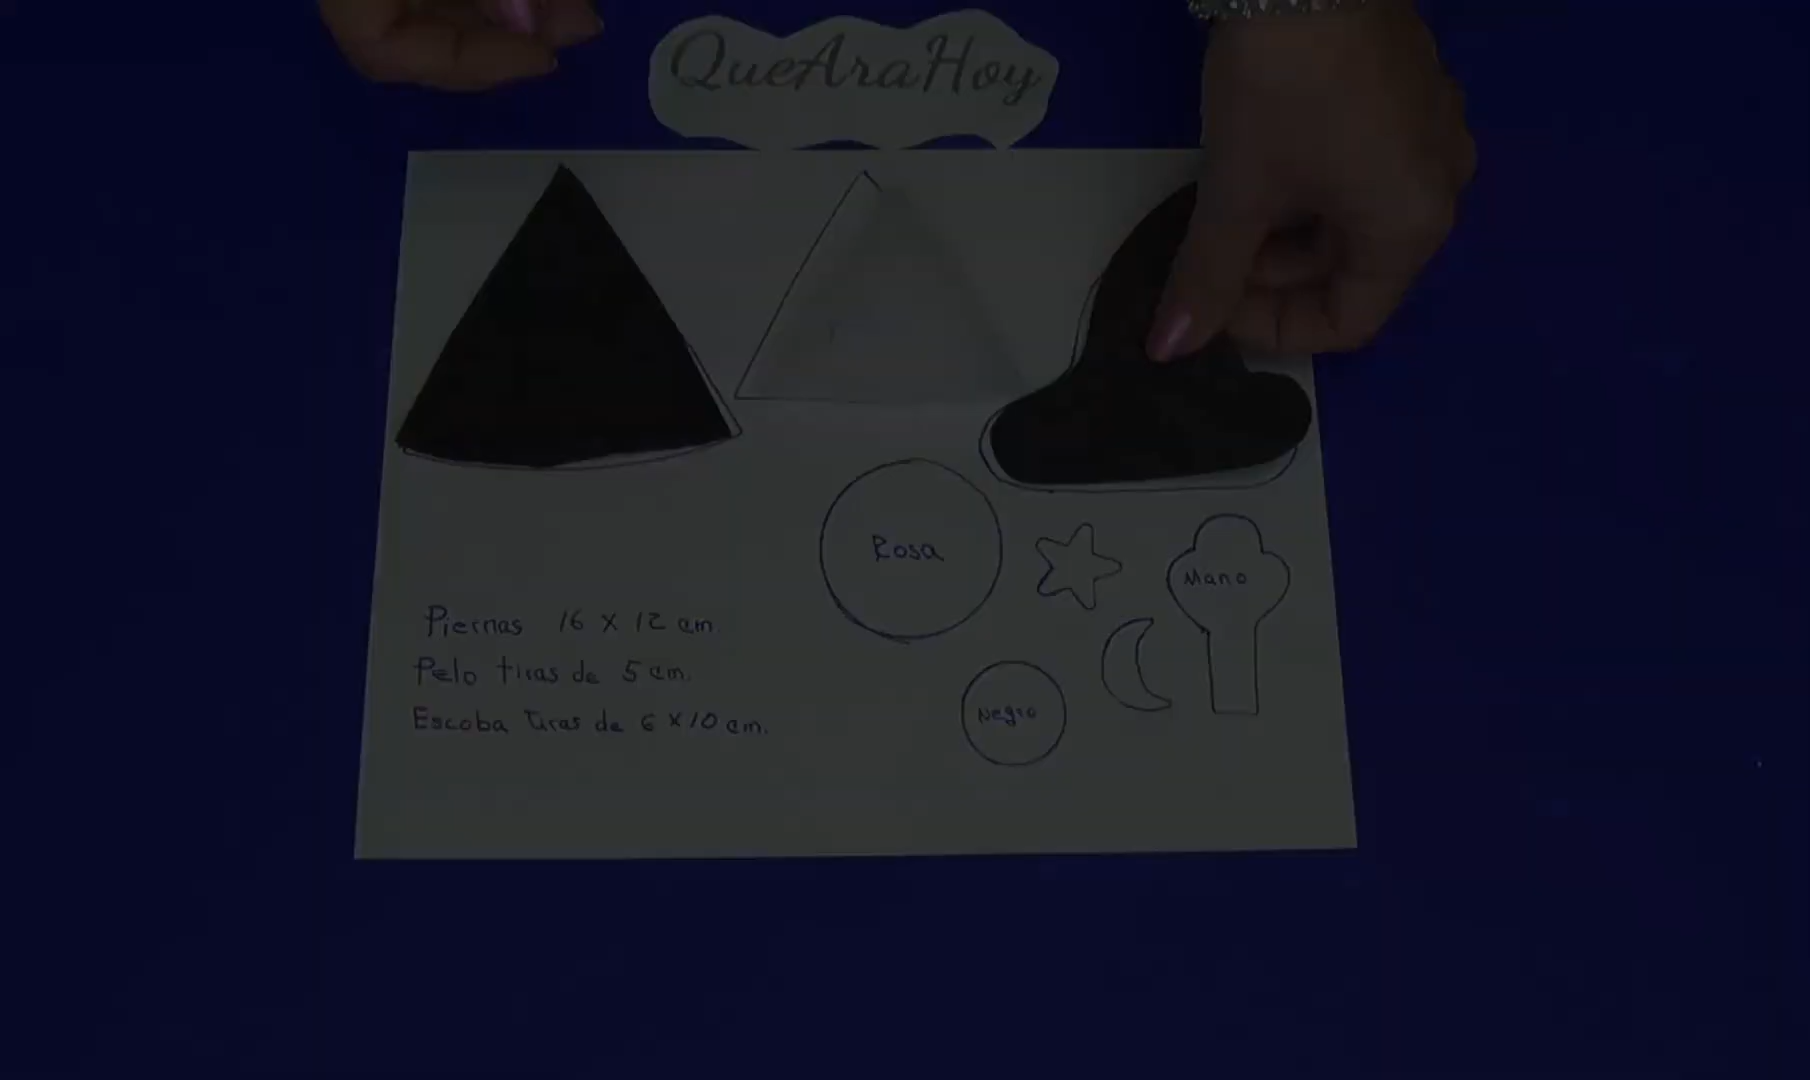 QueAraHoy
Rosa
Mano
Piernas 16 x 12 cm.
Pelo tiras de 5 cm.
Negro
Escoba tiras de 6 x 10 cm.